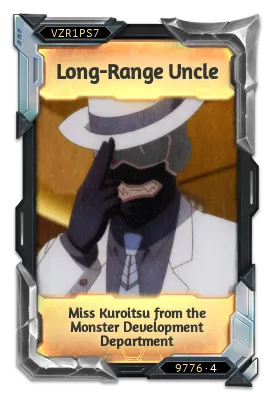 VZR1PS7
Long-Range Uncle
Miss Kuroitsu from the
Monster Development
Department
9776·4